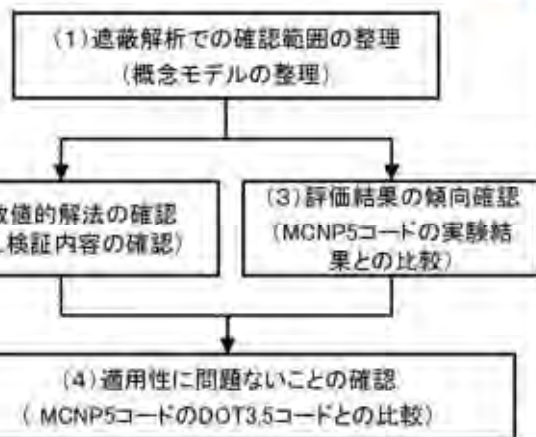 (1)遮蔽解析での確認範囲の整理
(概念モデルの整理)
値的解法の確認
検証内容の確認)
(3)評価結果の傾向確認
(MCNP5コードの実験結
果との比較)
(4)適用性に問題ないことの確認
( MCNP5コードのDOT3.5コードとの比較)